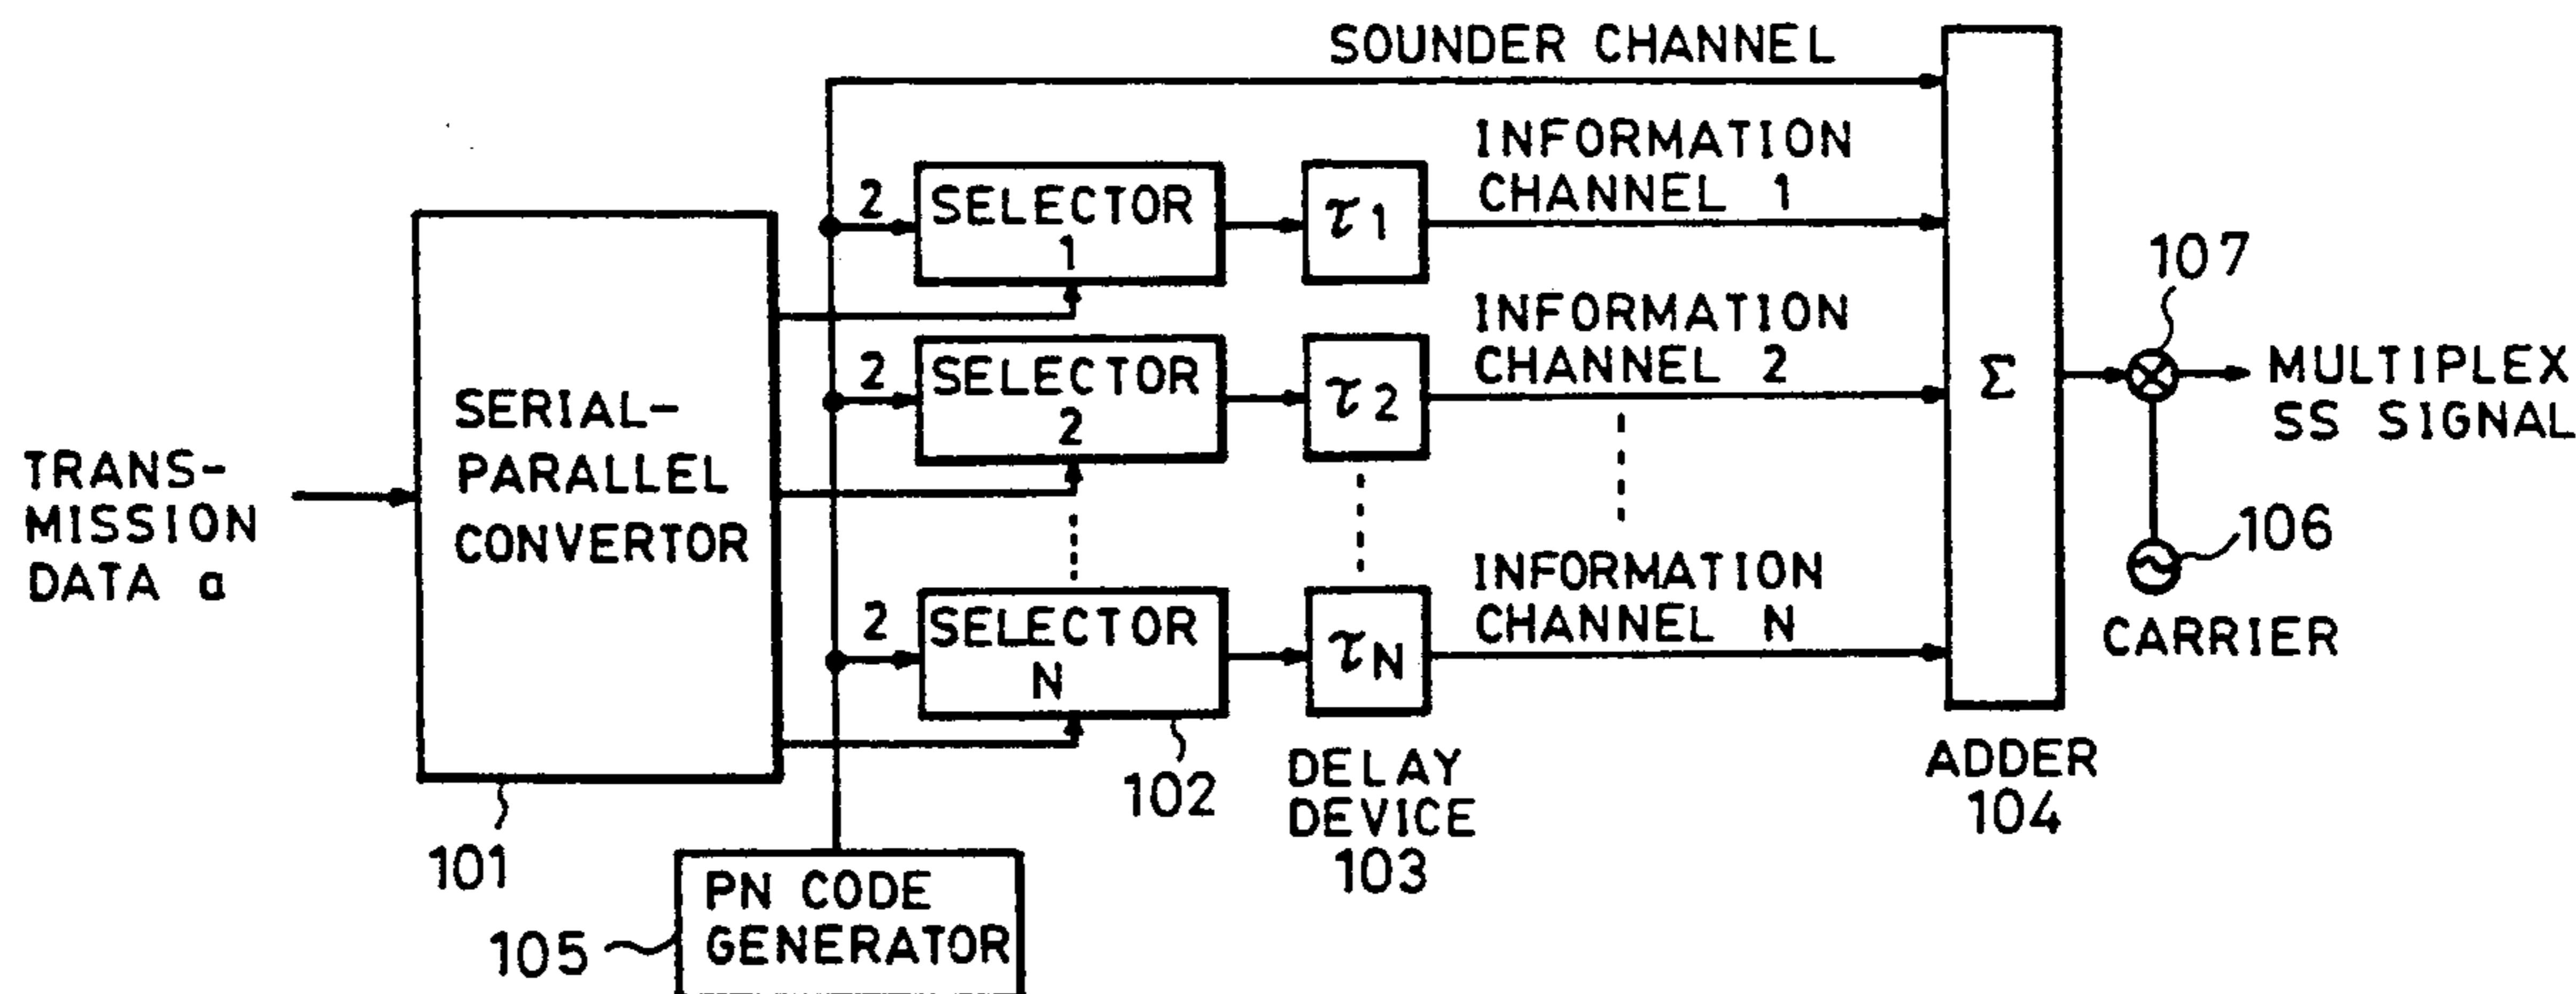 SOUNDER CHANNEL
INFORMATION
CHANNEL 1
2
SELECTOR
1
τ1
INFORMATION
CHANNEL 2
2
SELECTOR
2
τ2
INFORMATION
CHANNEL N
2
SELECTOR
N
τN
TRANS-
MISSION
DATA a
SERIAL-
PARALLEL
CONVERTOR
101
102
DELAY
DEVICE
103
Σ
ADDER
104
107
MULTIPLEX
SS SIGNAL
106
CARRIER
PN CODE
GENERATOR
105